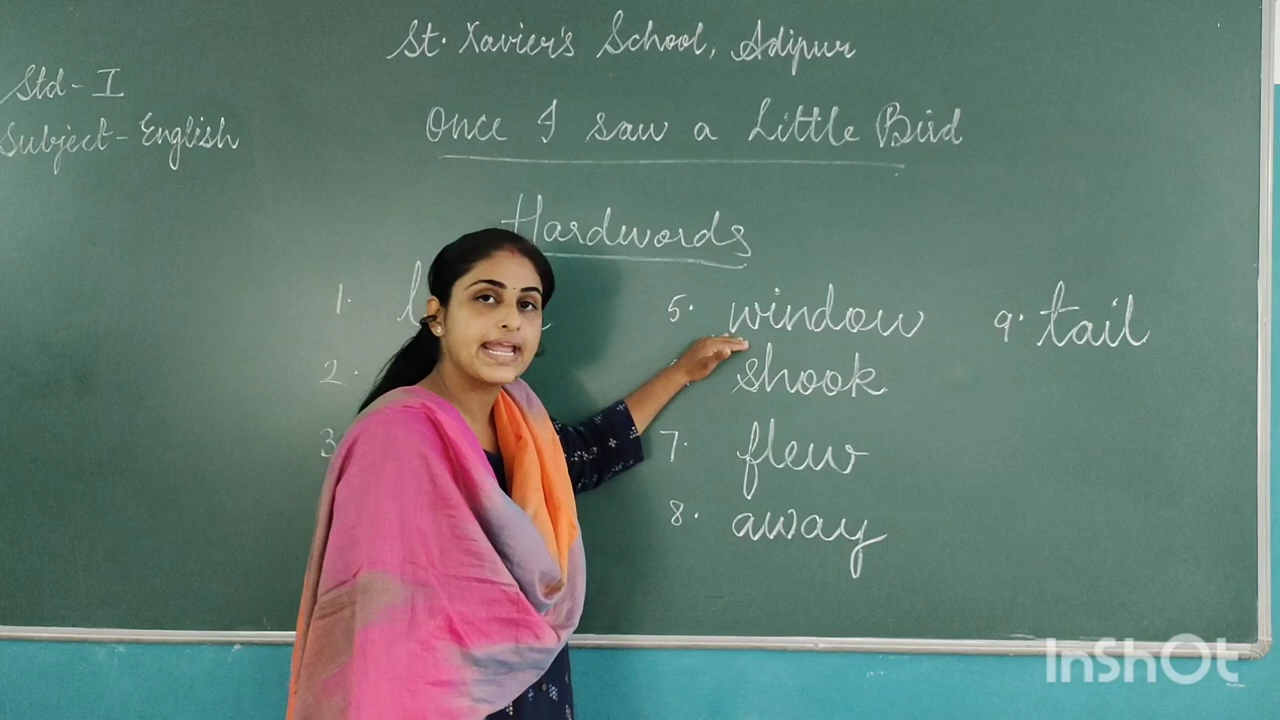 St. Xavier's School, Adipur
Std - I
Subject - English
Once I saw a Little Bird
Hardwords
1.
2.
3
5. window
shook
7. flew
8. away
9. tail
InShOt